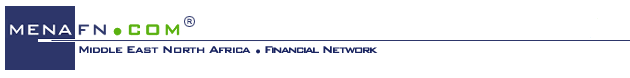 MENAFN.COM®
MIDDLE EAST NORTH AFRICA . FINANCIAL NETWORK